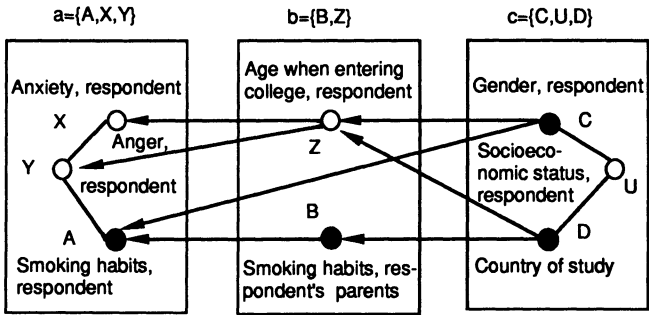 a={A,X,Y}
b={B,Z}
c={C,U,D}
Anxiety, respondent
X
Anger,
Y
respondent
A
Smoking habits,
respondent
Age when entering
college, respondent
Z
B
Smoking habits, res-
pondent's parents
Gender, respondent
C
Socioeco-
nomic status,
respondent
U
D
Country of study